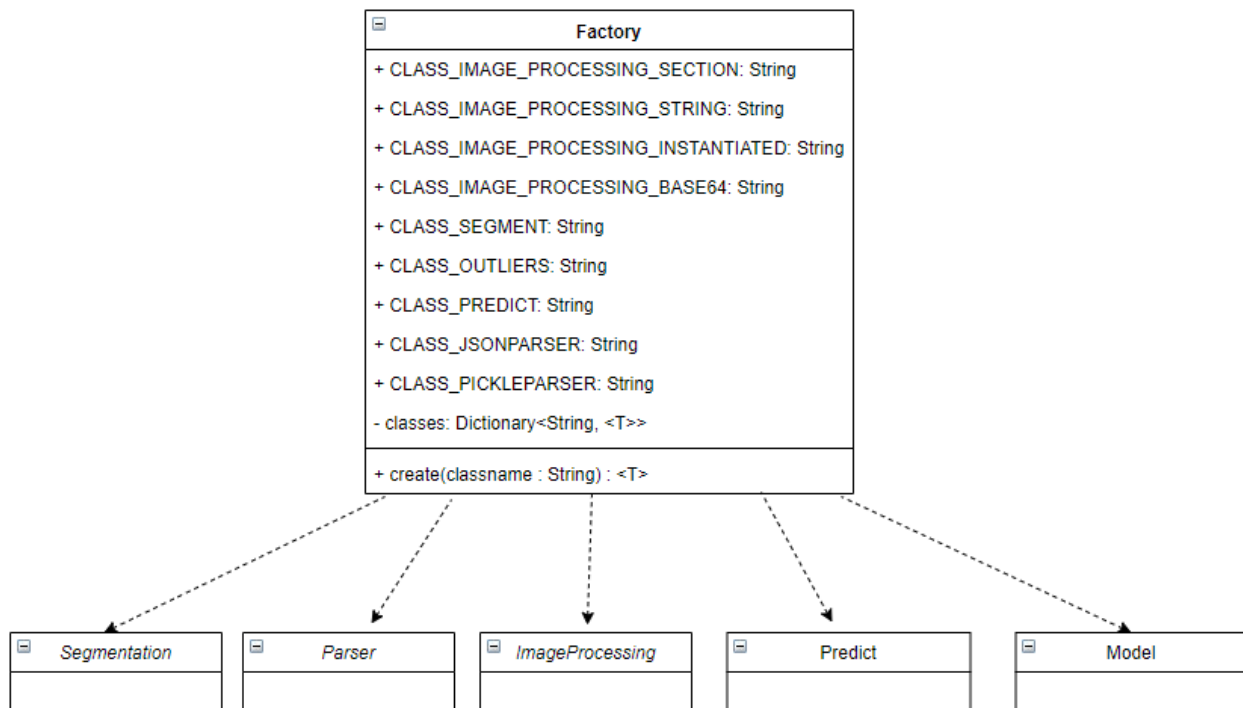 Factory
+ CLASS_IMAGE_PROCESSING_SECTION: String
+ CLASS_IMAGE_PROCESSING_STRING: String
+ CLASS_IMAGE_PROCESSING_INSTANTIATED: String
+ CLASS_IMAGE_PROCESSING_BASE64: String
+ CLASS_SEGMENT: String
+ CLASS_OUTLIERS: String
+ CLASS_PREDICT: String
+ CLASS_JSONPARSER: String
+ CLASS_PICKLEPARSER: String
- classes: Dictionary<String, <T>>
+ create(classname : String) : <T>
Segmentation
Parser
ImageProcessing
Predict
Model